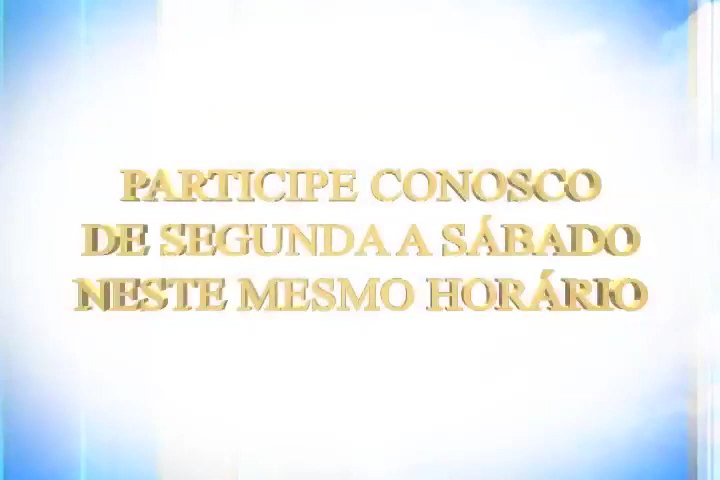 PARTICIPE CONOSCO
DE SEGUNDA A SÁBADO
NESTE MESMO HORÁRIO